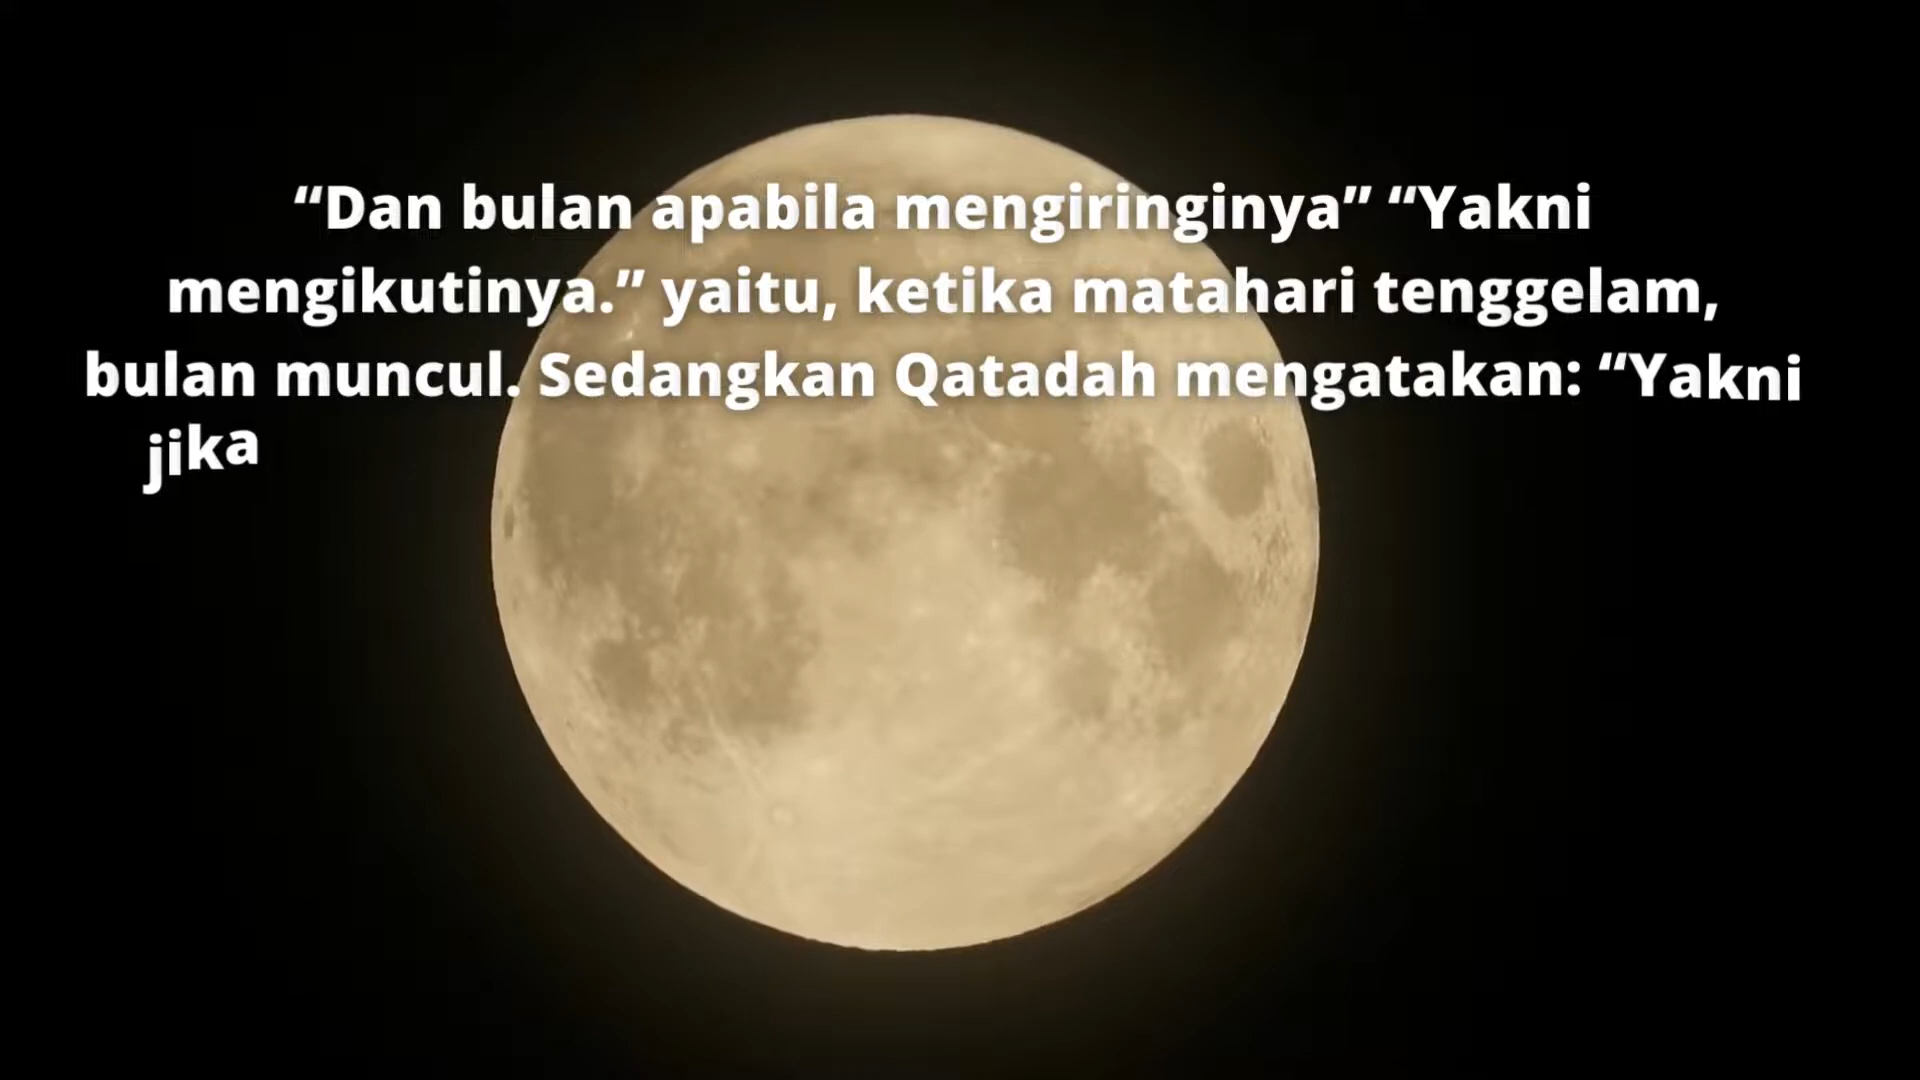 “Dan bulan apabila mengiringinya” “Yakni
mengikutinya.” yaitu, ketika matahari tenggelam,
bulan muncul. Sedangkan Qatadah mengatakan: “Yakni
jika